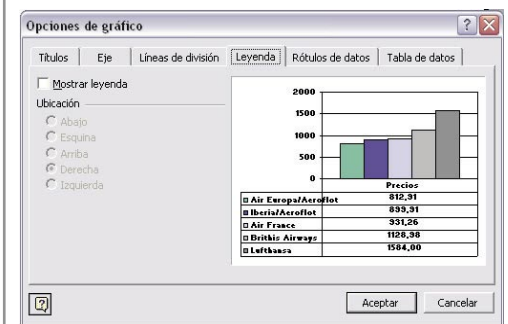 Opciones de gráfico
Títulos Eje Líneas de división Leyenda Rótulos de datos Tabla de datos
Mostrar leyenda
Ubicación
Abajo
Esquina
Arriba
Derecha
Izquierda
2000
1500
1000
500
0
Precios
Air Europa/Aeroflot 812,91
Iberia/Aeroflot 899,91
Air France 931,26
Brithis Airways 1128,98
Lufthansa 1584,00
Aceptar Cancelar